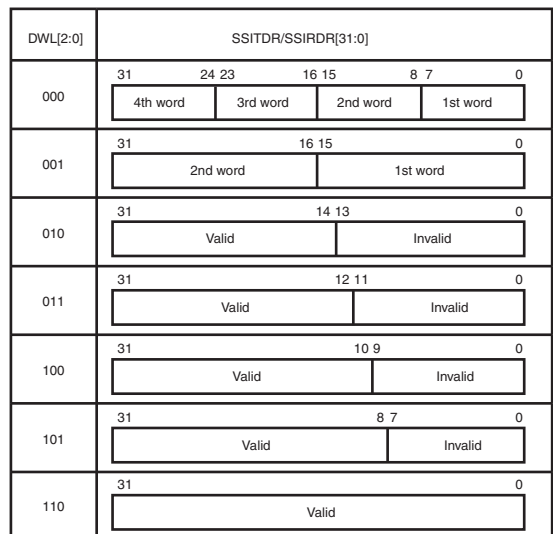 DWL[2:0] SSITDR/SSIRDR[31:0]
31 24 23 16 15 8 7 0
000 4th word 3rd word 2nd word 1st word
31 16 15 0
001 2nd word 1st word
31 14 13 0
010 Valid Invalid
31 12 11 0
011 Valid Invalid
31 10 9 0
100 Valid Invalid
31 8 7 0
101 Valid Invalid
31 0
110 Valid